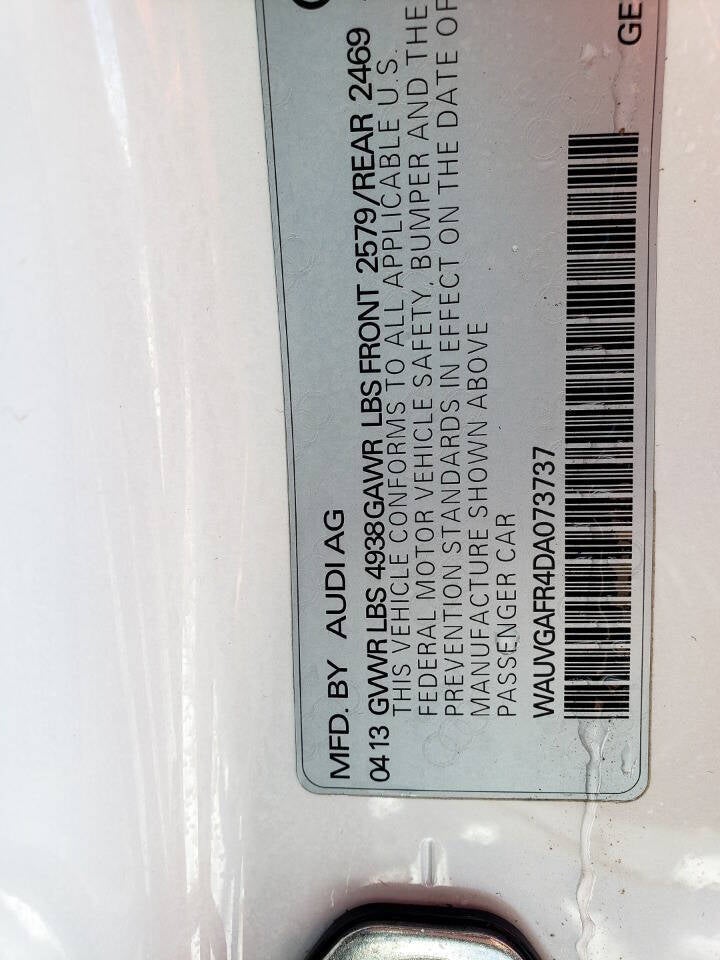 MFD. BY AUDI AG
04 13 GVWR LBS 4938 GAWR LBS FRONT 2579/REAR 2469
THIS VEHICLE CONFORMS TO ALL APPLICABLE U.S.
FEDERAL MOTOR VEHICLE SAFETY, BUMPER AND THE
PREVENTION STANDARDS IN EFFECT ON THE DATE OF
MANUFACTURE SHOWN ABOVE
PASSENGER CAR
WAUVGAFR4DA073737
GE